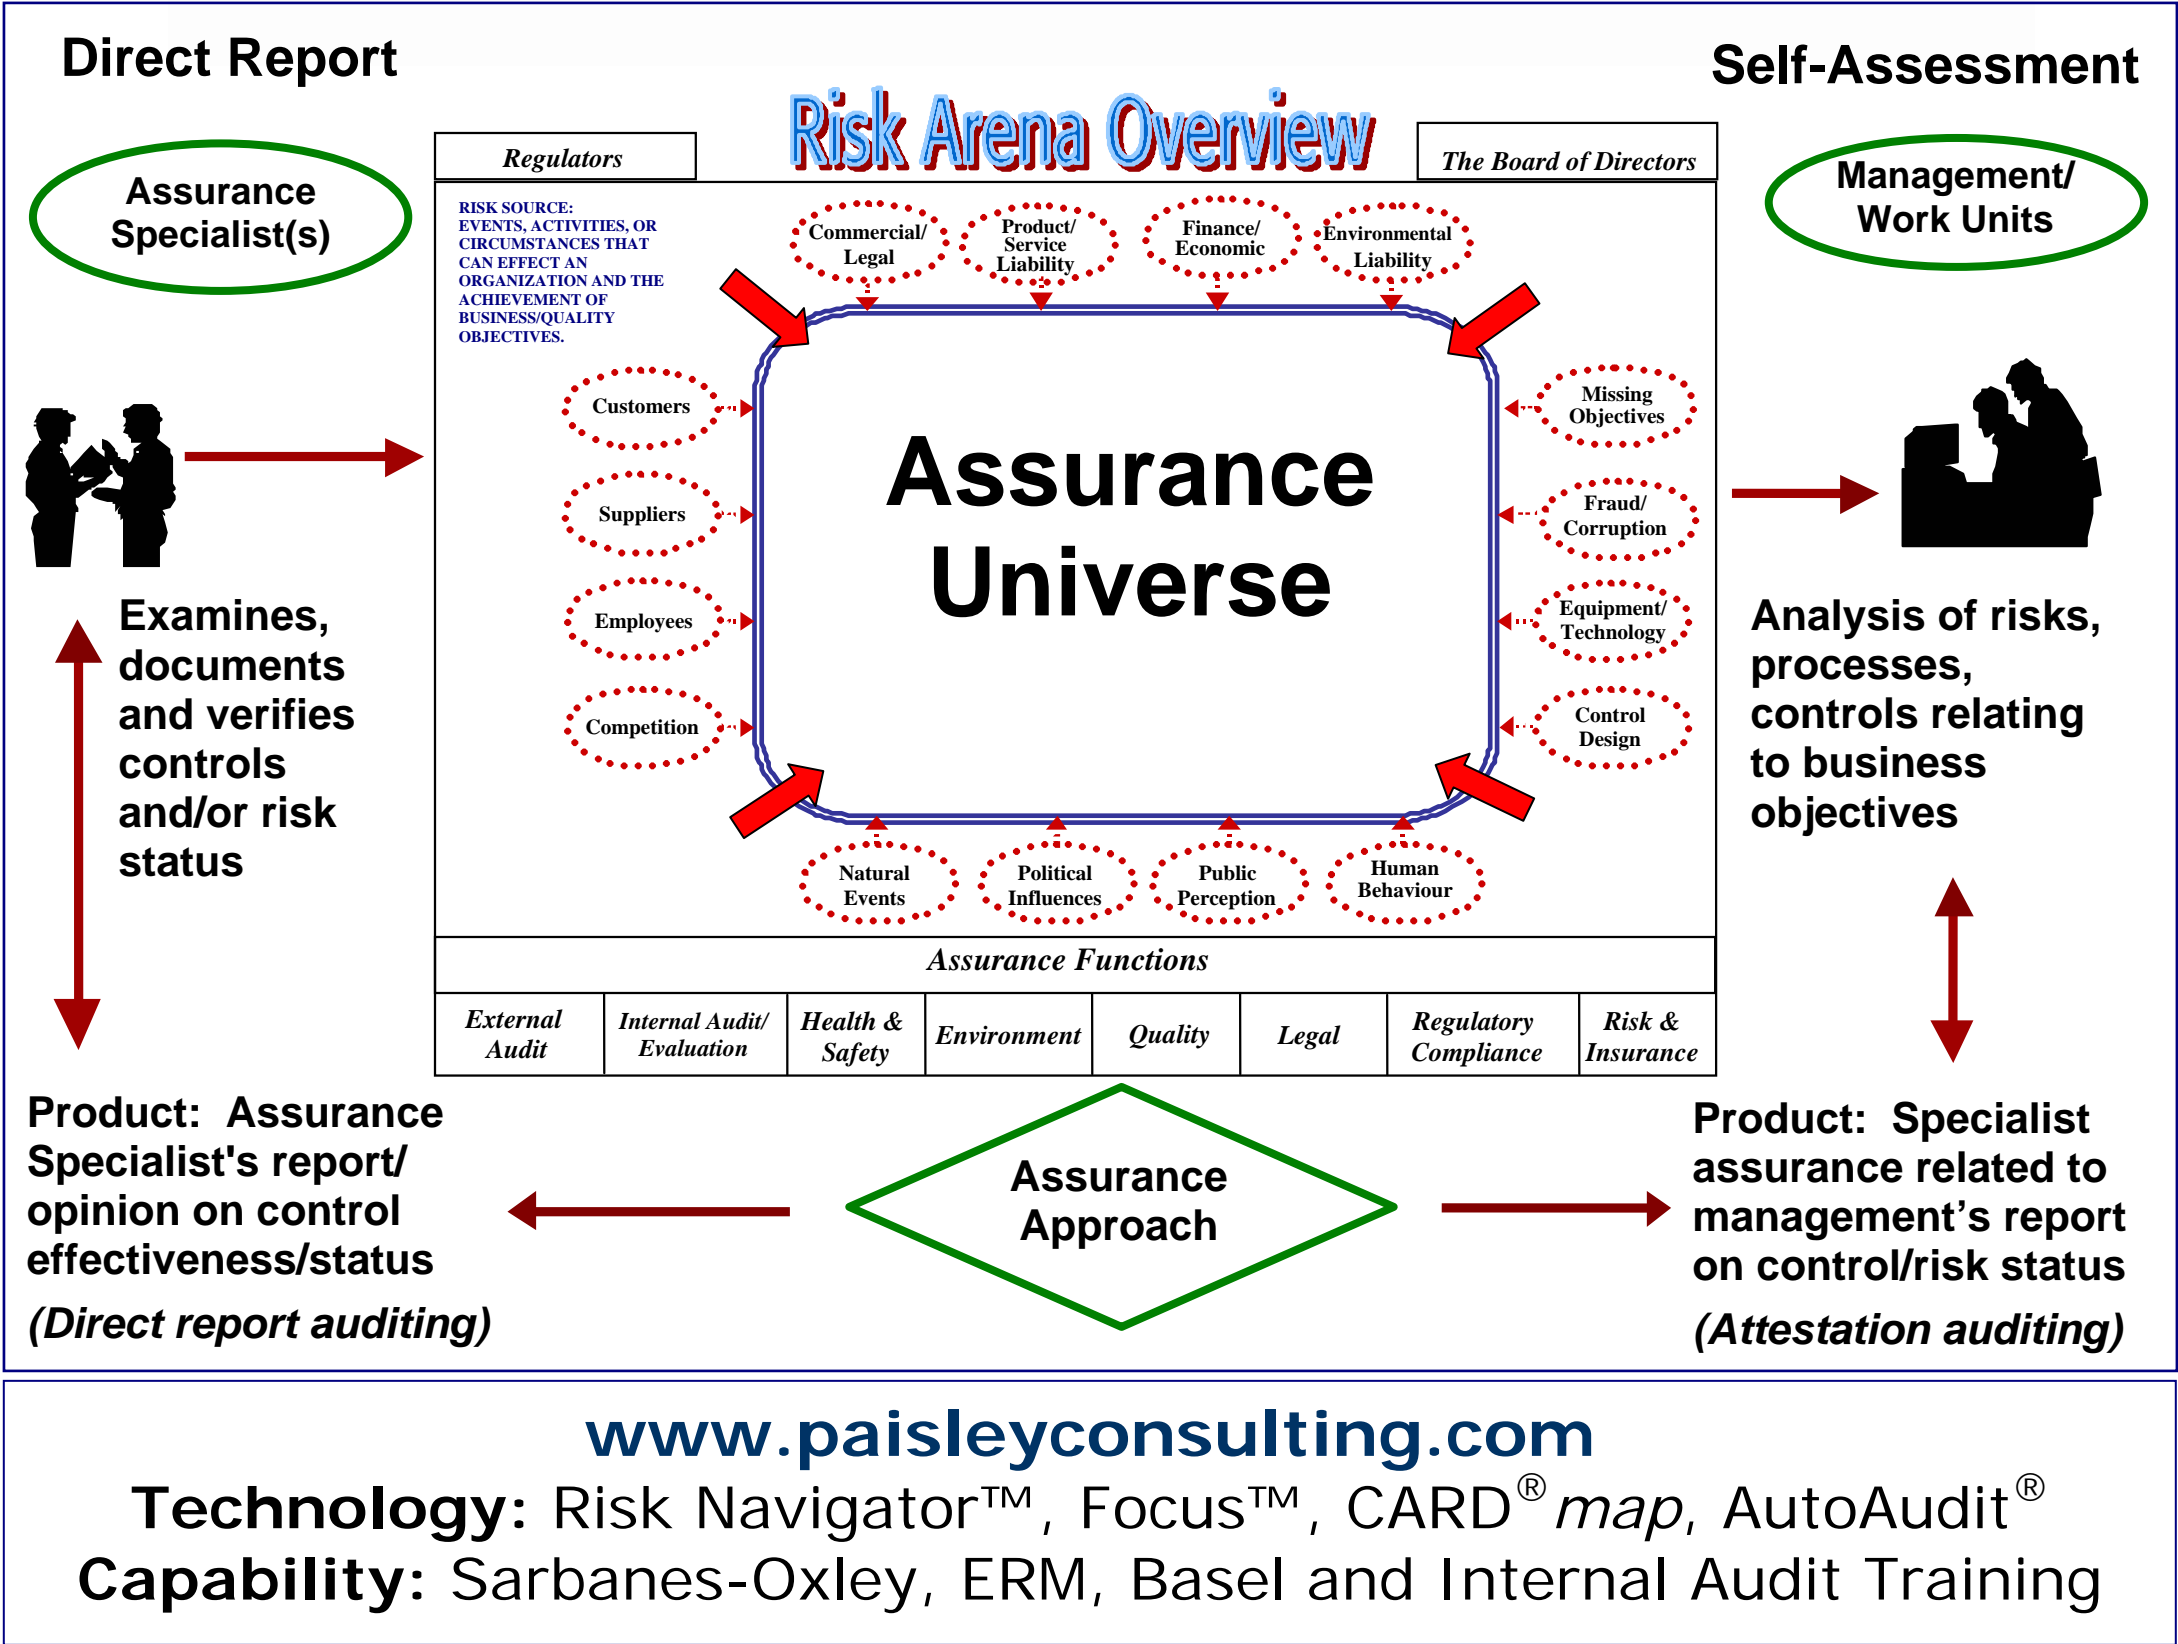 Direct Report
Self-Assessment
Risk Arena Overview
Assurance
Specialist(s)
Regulators
The Board of Directors
Management/
Work Units
RISK SOURCE:
EVENTS, ACTIVITIES, OR
CIRCUMSTANCES THAT
CAN EFFECT AN
ORGANIZATION AND THE
ACHIEVEMENT OF
BUSINESS/QUALITY
OBJECTIVES.
Commercial/
Legal
Product/
Service
Liability
Finance/
Economic
Environmental
Liability
Customers
Suppliers
Employees
Competition
Assurance
Universe
Missing
Objectives
Fraud/
Corruption
Equipment/
Technology
Control
Design
Natural
Events
Political
Influences
Public
Perception
Human
Behaviour
Examines,
documents
and verifies
controls
and/or risk
status
Analysis of risks,
processes,
controls relating
to business
objectives
Assurance Functions
External
Audit
Internal Audit/
Evaluation
Health &
Safety
Environment
Quality
Legal
Regulatory
Compliance
Risk &
Insurance
Product:  Assurance
Specialist's report/
opinion on control
effectiveness/status
(Direct report auditing)
Assurance
Approach
Product:  Specialist
assurance related to
management’s report
on control/risk status
(Attestation auditing)
www.paisleyconsulting.com
Technology: Risk Navigator™, Focus™, CARD®map, AutoAudit®
Capability: Sarbanes-Oxley, ERM, Basel and Internal Audit Training